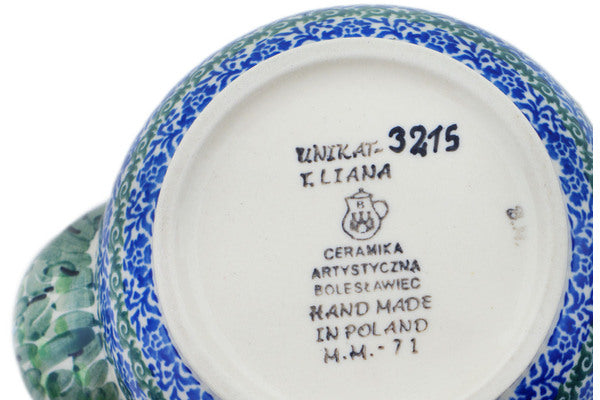 UNIKAT-3215
T. LIANA
B
CERAMIKA
ARTYSTYCZNA
BOLESŁAWIEC
HAND MADE
IN POLAND
M.M.-71